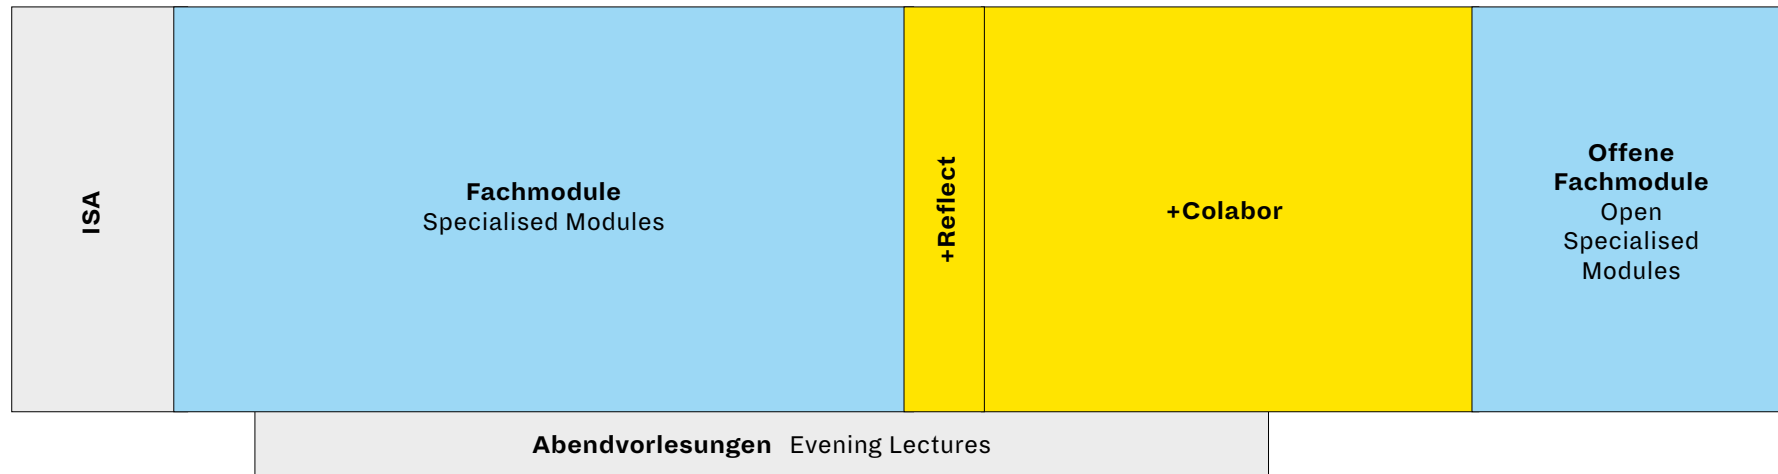 ISA
Fachmodule
Specialised Modules
+Reflect
+Colabor
Offene
Fachmodule
Open
Specialised
Modules
Abendvorlesungen Evening Lectures